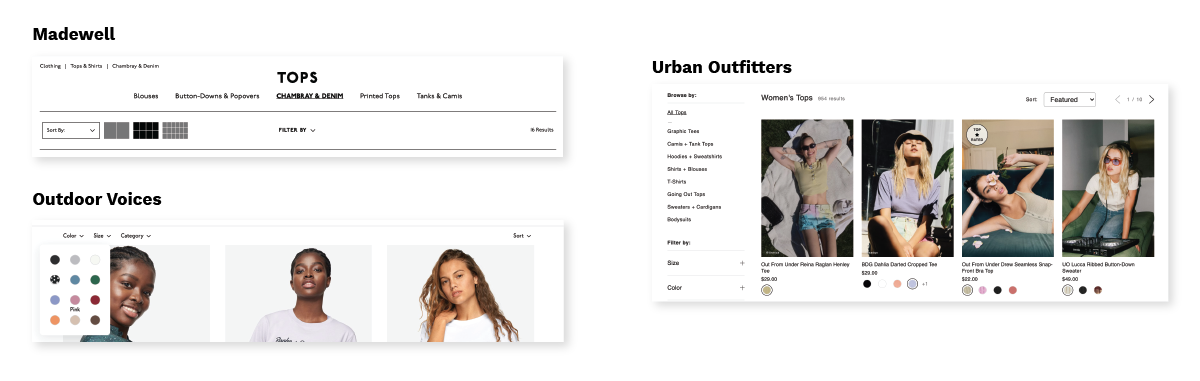 Madewell
Clothing | Tops & Shirts | Chambray & Denim
TOPS
Blouses Button-Downs & Popovers CHAMBRAY & DENIM Printed Tops Tanks & Camis
Sort By: FILTER BY 16 Results
Outdoor Voices
Color Size Category Sort
Pink
Urban Outfitters
Browse by:
All Tops
Graphic Tees
Camis + Tank Tops
Hoodies + Sweatshirts
Shirts + Blouses
T-Shirts
Going Out Tops
Sweaters + Cardigans
Bodysuits
Filter by:
Size +
Color +
Women's Tops 954 results Sort: Featured 1 / 10
TOP
RATED
Out From Under Reina Raglan Henley
Tee
$29.00
BDG Dahlia Darted Cropped Tee
$29.00
+1
Out From Under Drew Seamless Snap-
Front Bra Top
$22.00
UO Lucca Ribbed Button-Down
Sweater
$49.00